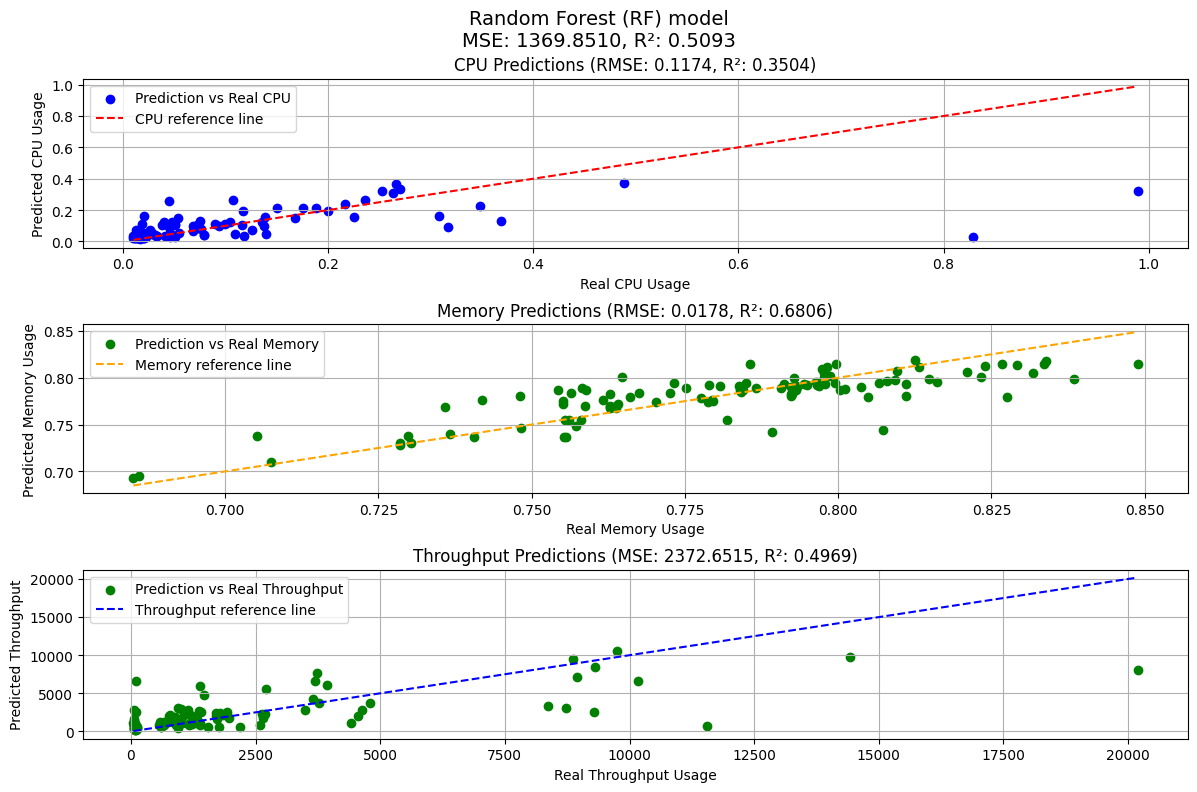 Random Forest (RF) model
MSE: 1369.8510, R²: 0.5093
CPU Predictions (RMSE: 0.1174, R²: 0.3504)
Predicted CPU Usage
1.0
0.8
0.6
0.4
0.2
0.0
Prediction vs Real CPU
CPU reference line
0.0 0.2 0.4 0.6 0.8 1.0
Real CPU Usage
Memory Predictions (RMSE: 0.0178, R²: 0.6806)
Predicted Memory Usage
0.85
0.80
0.75
0.70
Prediction vs Real Memory
Memory reference line
0.700 0.725 0.750 0.775 0.800 0.825 0.850
Real Memory Usage
Throughput Predictions (MSE: 2372.6515, R²: 0.4969)
Predicted Throughput
20000
15000
10000
5000
0
Prediction vs Real Throughput
Throughput reference line
0 2500 5000 7500 10000 12500 15000 17500 20000
Real Throughput Usage